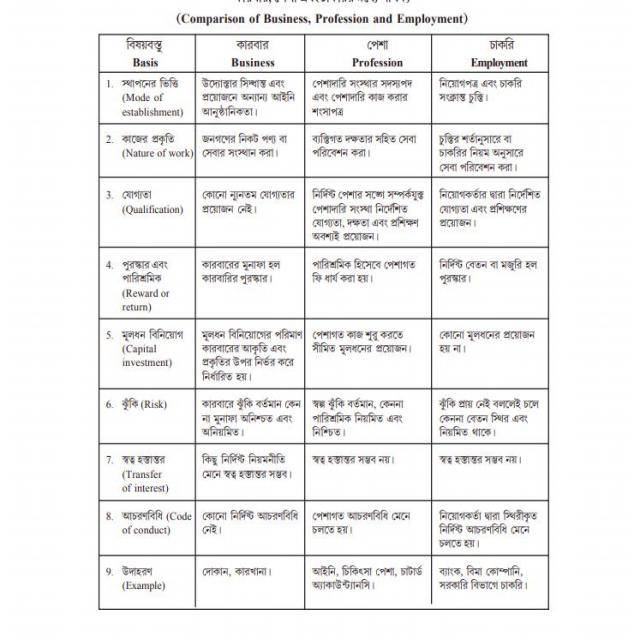 (Comparison of Business, Profession and Employment)
বিষয়বস্তু
Basis
কারবার
Business
পেশা
Profession
চাকরি
Employment
1. স্থাপনের ভিত্তি
(Mode of
establishment)
উদ্যোক্তার সিদ্ধান্ত এবং
প্রয়োজনে অন্যান্য আইনি
আনুষ্ঠানিকতা।
পেশাদারি সংস্থার সদস্যপদ
এবং পেশাদারি কাজ করার
শংসাপত্র
নিয়োগপত্র এবং চাকরি
সংক্রান্ত চুক্তি।
2. কাজের প্রকৃতি
(Nature of work)
জনগণের নিকট পণ্য বা
সেবার সংস্থান করা।
ব্যক্তিগত দক্ষতার সহিত সেবা
পরিবেশন করা।
চুক্তির শর্তানুসারে বা
চাকরির নিয়ম অনুসারে
সেবা পরিবেশন করা।
3. যোগ্যতা
(Qualification)
কোনো ন্যূনতম যোগ্যতার
প্রয়োজন নেই।
নির্দিষ্ট পেশার সঙ্গে সম্পর্কযুক্ত
পেশাদারি সংস্থা নির্দেশিত
যোগ্যতা, দক্ষতা এবং প্রশিক্ষণ
অবশ্যই প্রয়োজন।
নিয়োগকর্তার দ্বারা নির্দেশিত
যোগ্যতা এবং প্রশিক্ষণের
প্রয়োজন।
4. পুরস্কার এবং
পারিশ্রমিক
(Reward or
return)
কারবারের মুনাফা হল
কারবারির পুরস্কার।
পারিশ্রমিক হিসেবে পেশাগত
ফি ধার্য করা হয়।
নির্দিষ্ট বেতন বা মজুরি হল
পুরস্কার।
5. মূলধন বিনিয়োগ
(Capital
investment)
মূলধন বিনিয়োগের পরিমাণ
কারবারের আকৃতি এবং
প্রকৃতির উপর নির্ভর করে
নির্ধারিত হয়।
পেশাগত কাজ শুরু করতে
সীমিত মূলধনের প্রয়োজন।
কোনো মূলধনের প্রয়োজন
হয় না।
6. ঝুঁকি (Risk)
কারবারে ঝুঁকি বর্তমান কেন
না মুনাফা অনিশ্চত এবং
অনিয়মিত।
স্বল্প ঝুঁকি বর্তমান, কেননা
পারিশ্রমিক নিয়মিত এবং
নিশ্চিত।
ঝুঁকি প্রায় নেই বললেই চলে
কেননা বেতন স্থির এবং
নিয়মিত থাকে।
7. স্বত্ব হস্তান্তর
(Transfer
of interest)
কিছু নির্দিষ্ট নিয়মনীতি
মেনে স্বত্ব হস্তান্তর সম্ভব।
স্বত্ব হস্তান্তর সম্ভব নয়।
স্বত্ব হস্তান্তর সম্ভব নয়।
8. আচরণবিধি (Code
of conduct)
কোনো নির্দিষ্ট আচরণবিধি
নেই।
পেশাগত আচরণবিধি মেনে
চলতে হয়।
নিয়োগকর্তা দ্বারা স্থিরীকৃত
নির্দিষ্ট আচরণবিধি মেনে
চলতে হয়।
9. উদাহরণ
(Example)
দোকান, কারখানা।
আইনি, চিকিৎসা পেশা, চার্টার্ড
অ্যাকাউন্ট্যান্সি।
ব্যাংক, বিমা কোম্পানি,
সরকারি বিভাগে চাকরি।